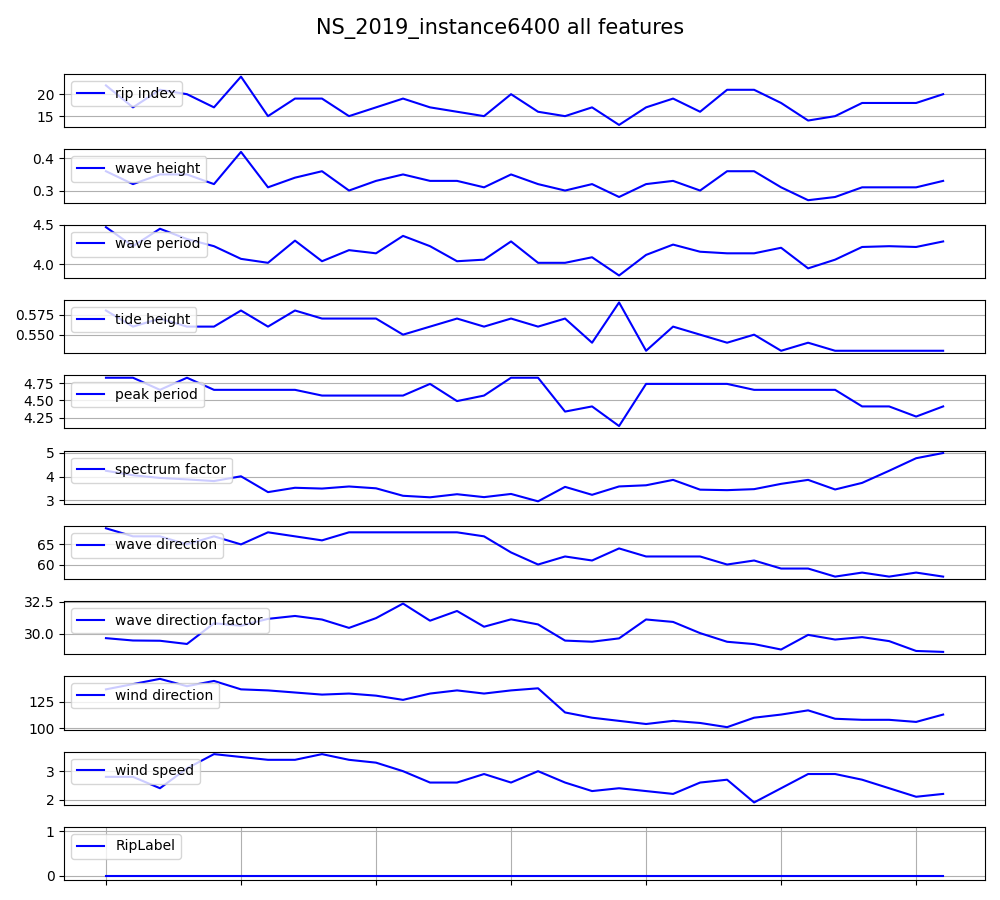 NS_2019_instance6400 all features
20
15
rip index
0.4
0.3
wave height
4.5
4.0
wave period
0.575
0.550
tide height
4.75
4.50
4.25
peak period
5
4
3
spectrum factor
65
60
wave direction
32.5
30.0
wave direction factor
125
100
wind direction
3
2
wind speed
1
0
RipLabel